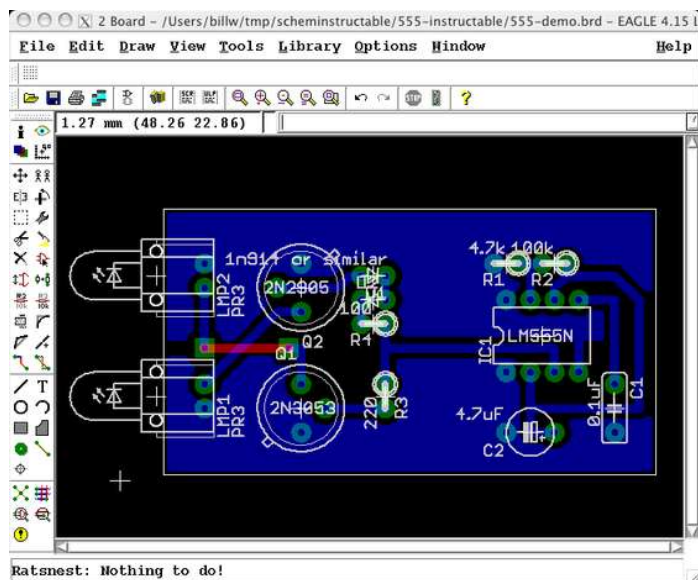 X 2 Board - /Users/billw/tmp/scheminstructable/555-instructable/555-demo.brd - EAGLE 4.15 L
File Edit Draw View Tools Library Options Window Help
1.27 mm (48.26 22.86)
1n914 or similar
4.7k 100k
2N2905
R1 R2
LMP2
PR3
100
R4
LM555N
IC1
Q2
Q1
2N3053
LMP1
PR3
220
R3
4.7uF
C2
0.1uF
C1
Ratsnest: Nothing to do!